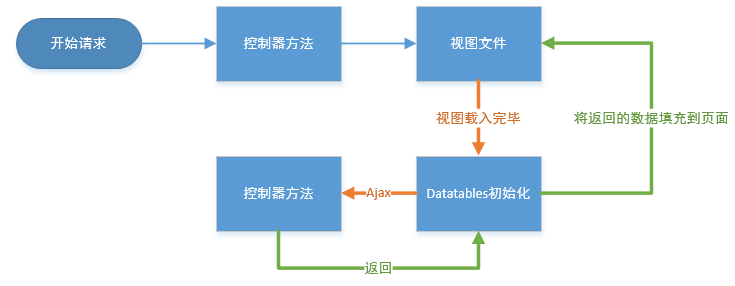 开始请求
控制器方法
视图文件
视图载入完毕
将返回的数据填充到页面
控制器方法
Ajax
Datatables初始化
返回